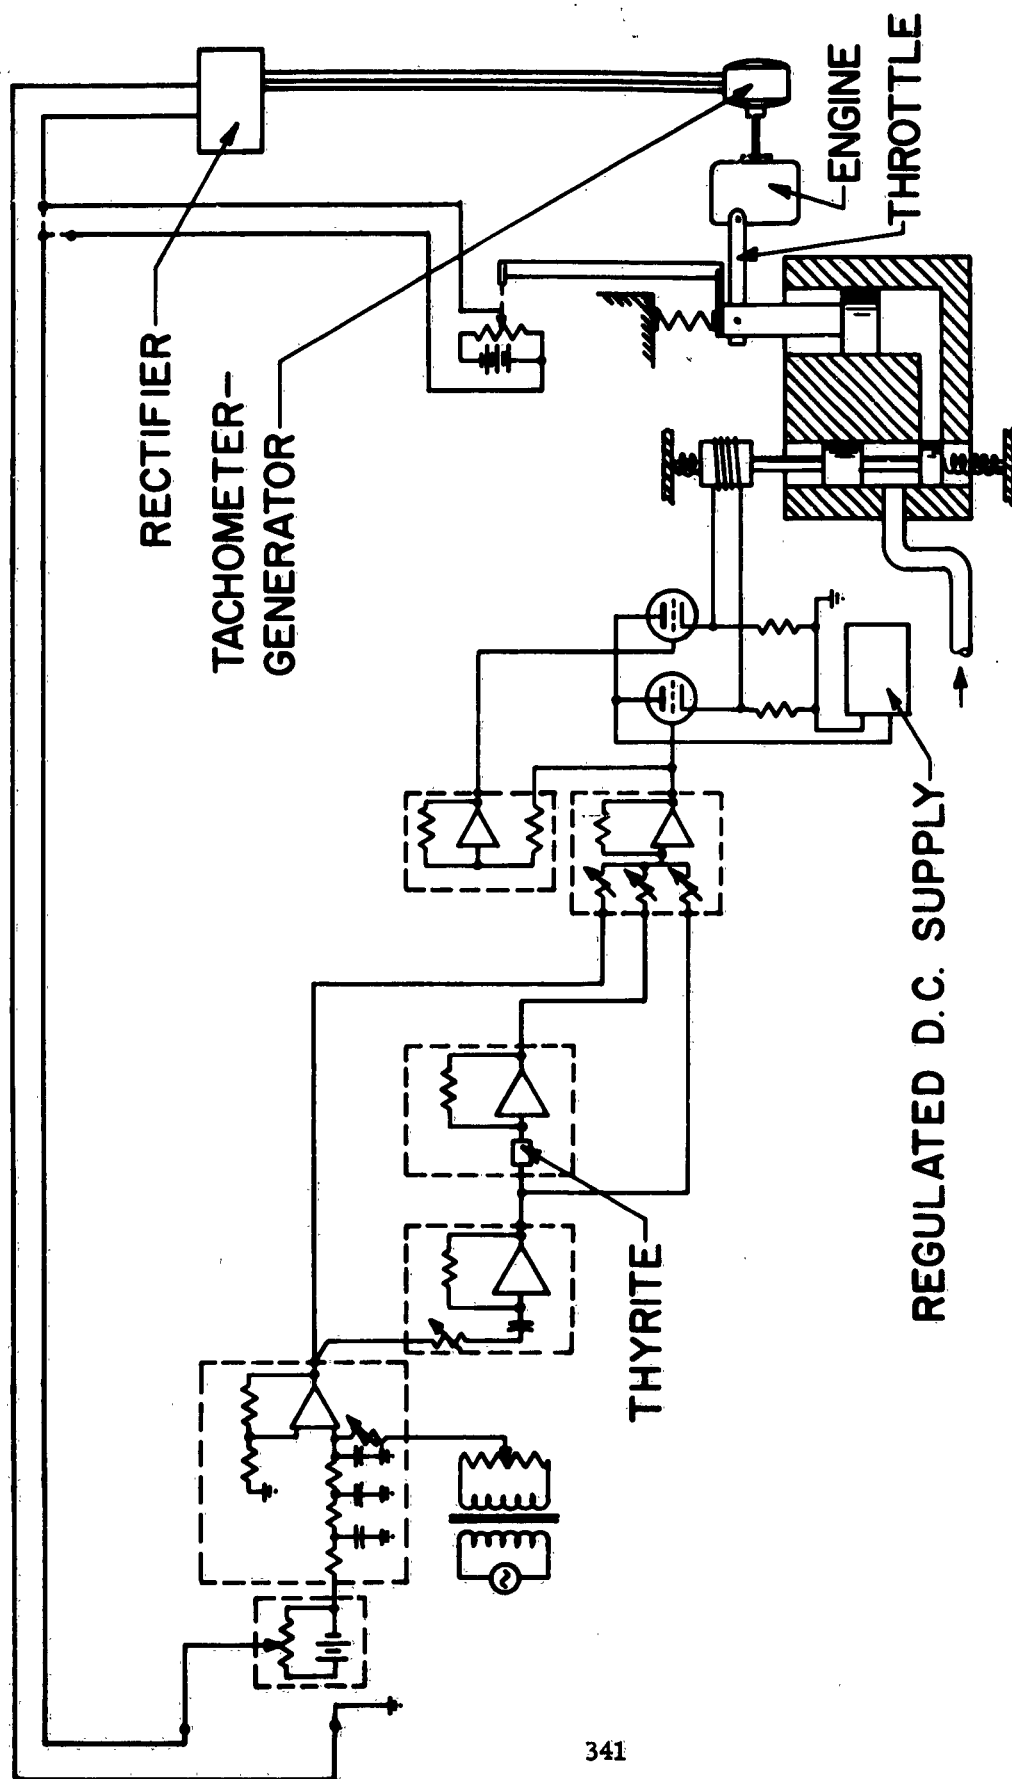 RECTIFIER
TACHOMETER-
GENERATOR
ENGINE
THROTTLE
THYRITE
REGULATED D.C. SUPPLY
341